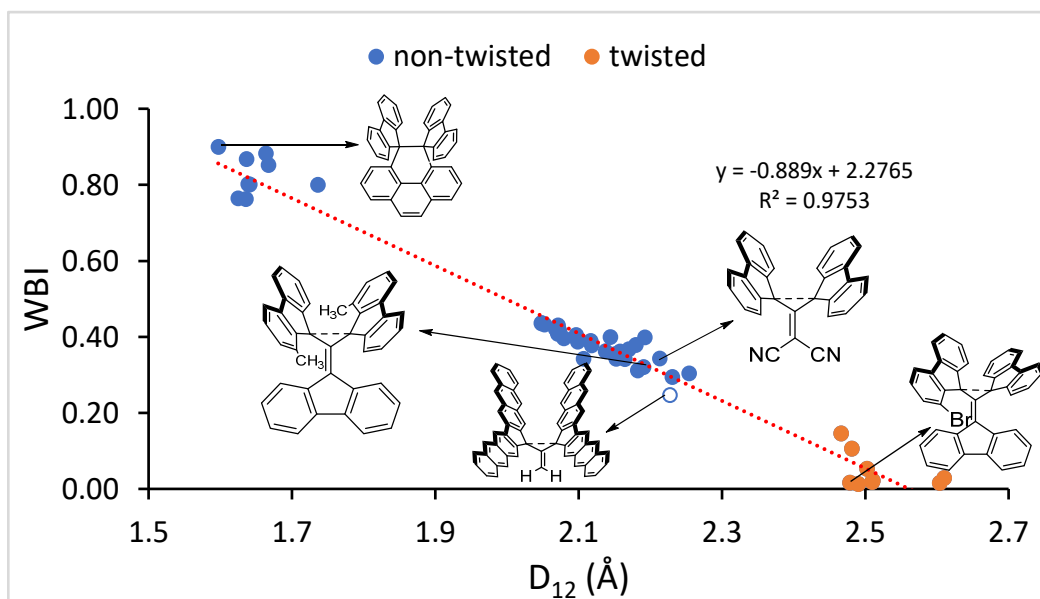 non-twisted twisted
1.00
0.80
0.60
0.40
0.20
0.00
WBI
y = -0.889x + 2.2765
R² = 0.9753
H₃C
CH₃
CN CN
Br
H H
1.5 1.7 1.9 2.1 2.3 2.5 2.7
D₁₂ (Å)